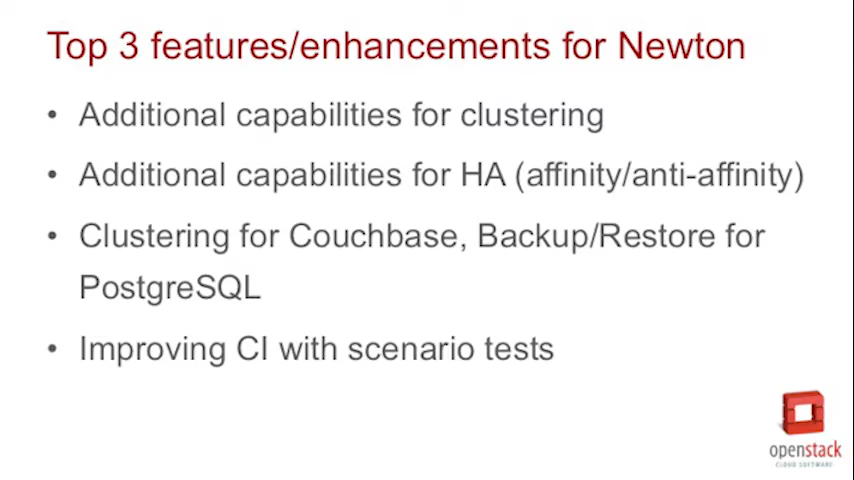 Top 3 features/enhancements for Newton
• Additional capabilities for clustering
• Additional capabilities for HA (affinity/anti-affinity)
• Clustering for Couchbase, Backup/Restore for
PostgreSQL
• Improving CI with scenario tests
openstack
CLOUD SOFTWARE